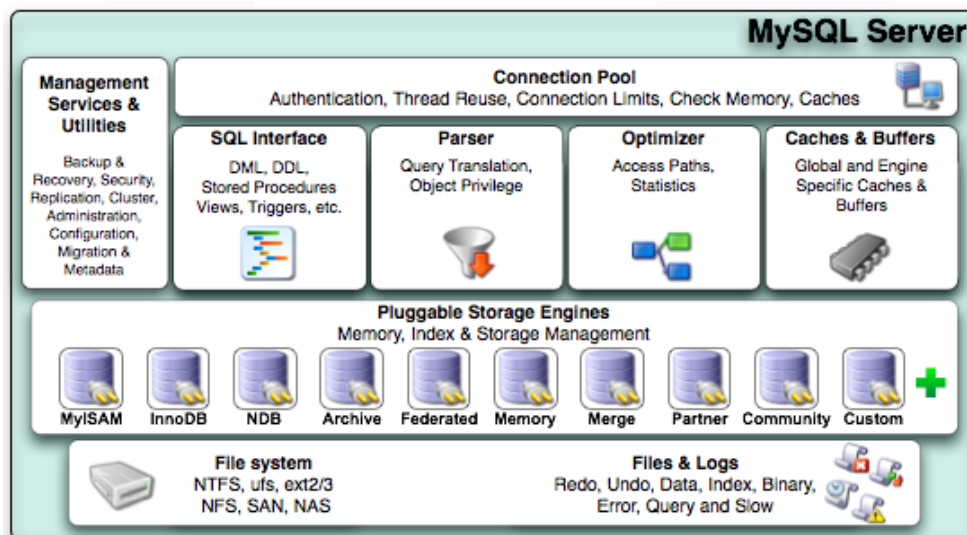 MySQL Server
Management
Services &
Utilities
Backup &
Recovery, Security,
Replication, Cluster,
Administration,
Configuration,
Migration &
Metadata
Connection Pool
Authentication, Thread Reuse, Connection Limits, Check Memory, Caches
SQL Interface
DML, DDL,
Stored Procedures
Views, Triggers, etc.
Parser
Query Translation,
Object Privilege
Optimizer
Access Paths,
Statistics
Caches & Buffers
Global and Engine
Specific Caches &
Buffers
Pluggable Storage Engines
Memory, Index & Storage Management
MyISAM
InnoDB
NDB
Archive
Federated
Memory
Merge
Partner
Community
Custom
File system
NTFS, ufs, ext2/3
NFS, SAN, NAS
Files & Logs
Redo, Undo, Data, Index, Binary,
Error, Query and Slow